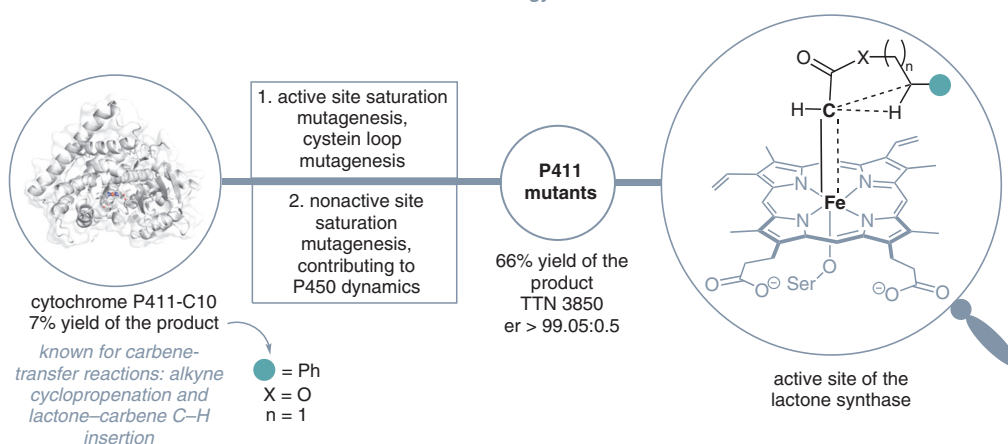 1. active site saturation
mutagenesis,
cystein loop
mutagenesis
2. nonactive site
saturation
mutagenesis,
contributing to
P450 dynamics
cytochrome P411-C10
7% yield of the product
known for carbene-
transfer reactions: alkyne
cyclopropenation and
lactone–carbene C–H
insertion
= Ph
X = O
n = 1
P411
mutants
66% yield of the
product
TTN 3850
er > 99.05:0.5
O
X
( )n
H C H
N N
Fe
N N
O
Ser
O O⊖
⊖O O
active site of the
lactone synthase